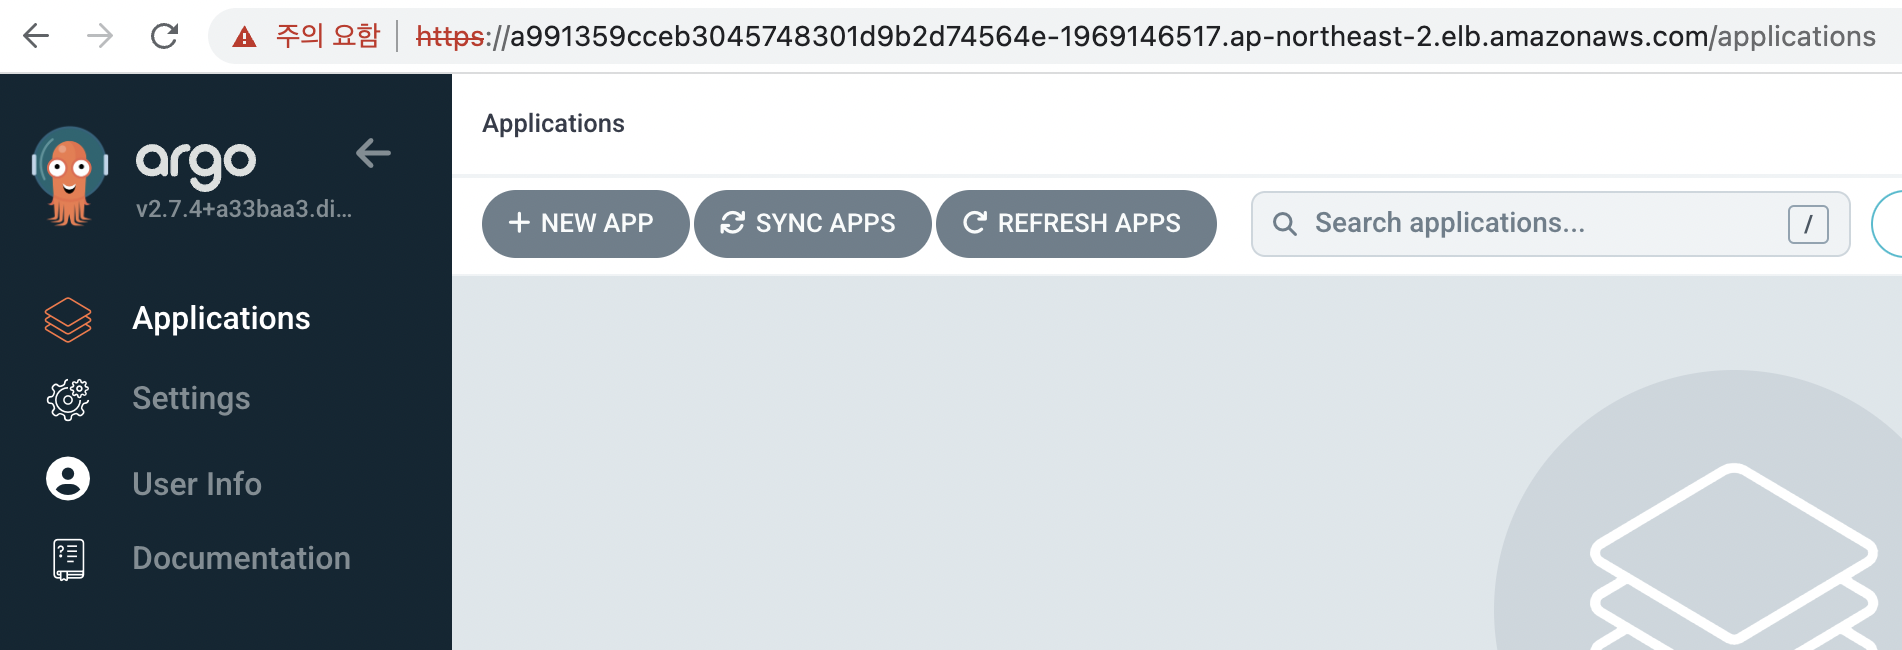 주의 요함 https://a991359cceb3045748301d9b2d74564e-1969146517.ap-northeast-2.elb.amazonaws.com/applications
argo
v2.7.4+a33baa3.di...
Applications
Settings
User Info
Documentation
Applications
NEW APP SYNC APPS REFRESH APPS Search applications... /